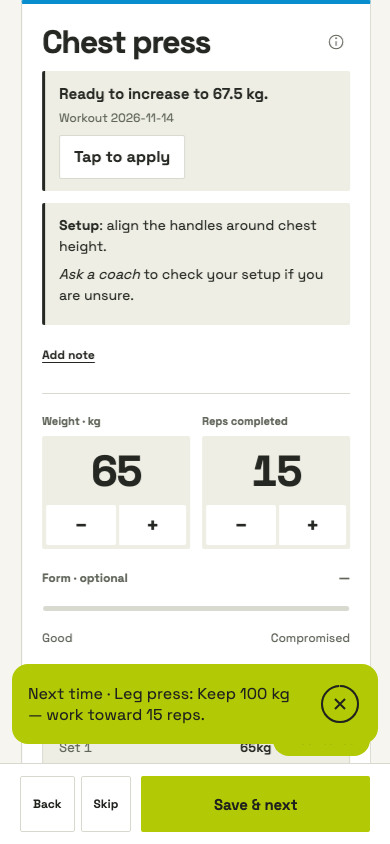 Chest press
Ready to increase to 67.5 kg.
Workout 2026-11-14
Tap to apply
Setup: align the handles around chest
height.
Ask a coach to check your setup if you
are unsure.
Add note
Weight · kg
Reps completed
65
15
− +
− +
Form · optional
—
Good
Compromised
Next time · Leg press: Keep 100 kg
— work toward 15 reps.
Set 1
65kg
Back
Skip
Save & next